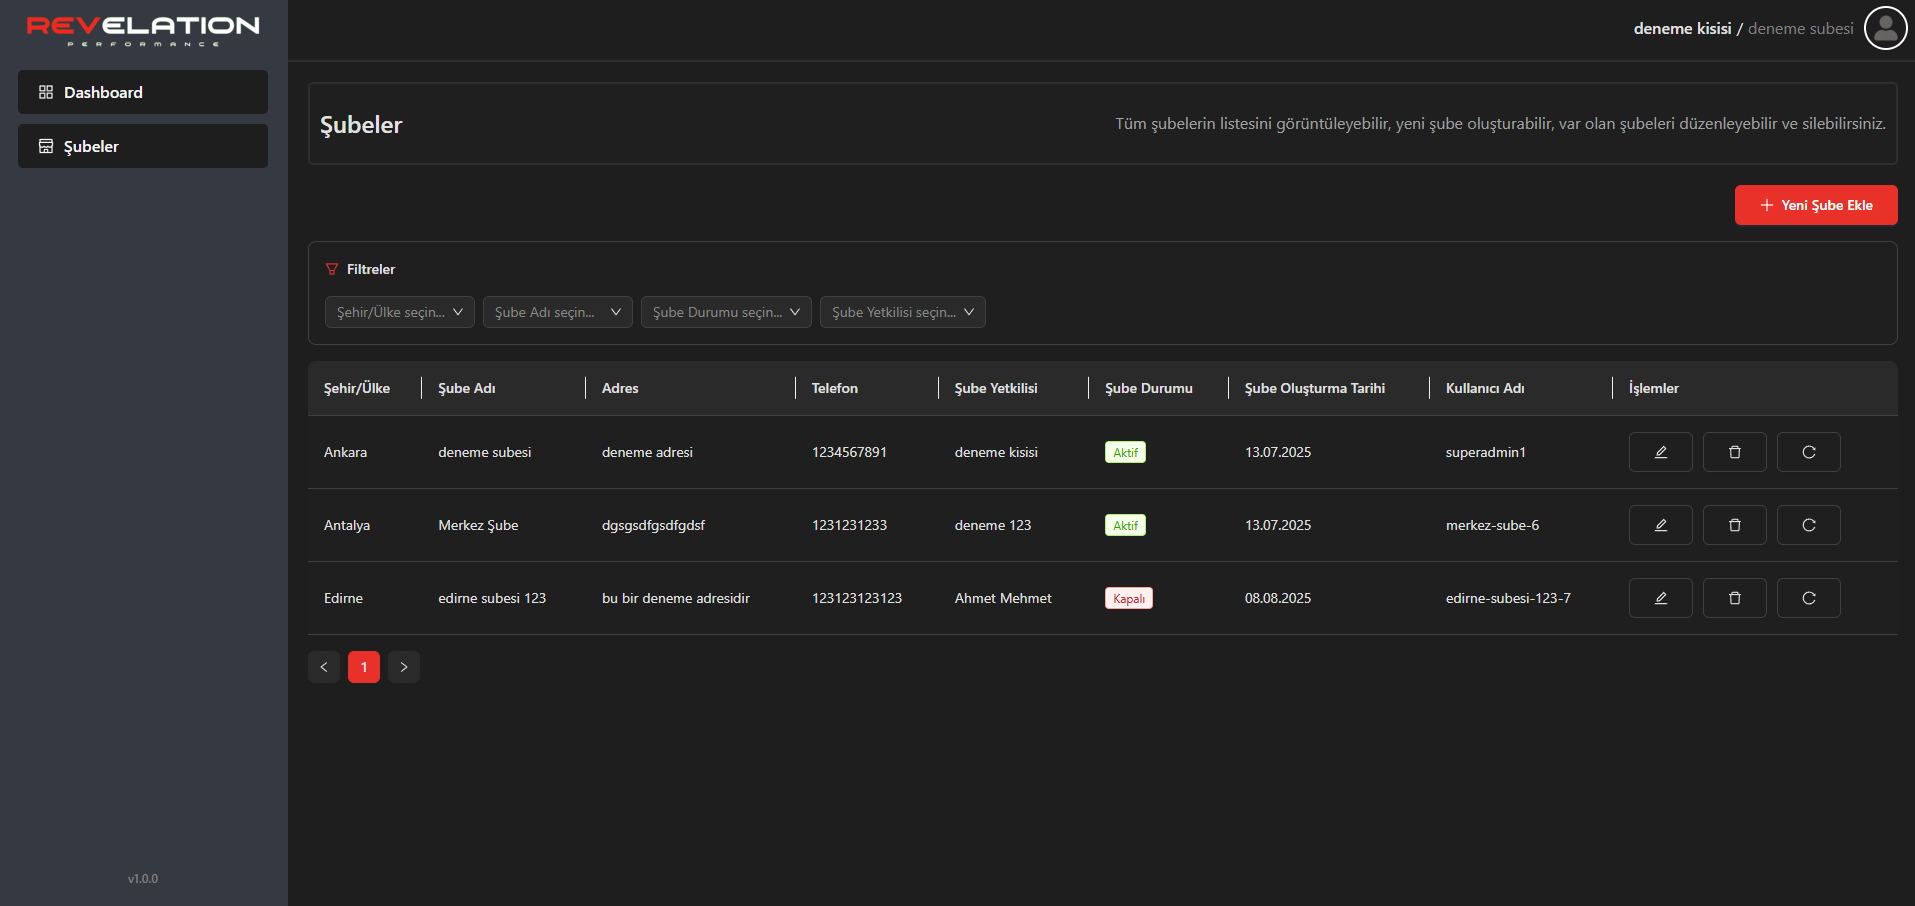 REVELATION
PERFORMANCE
deneme kisisi / deneme subesi
Dashboard
Şubeler
Şubeler
Tüm şubelerin listesini görüntüleyebilir, yeni şube oluşturabilir, var olan şubeleri düzenleyebilir ve silebilirsiniz.
Yeni Şube Ekle
Filtreler
Şehir/Ülke seçin... Şube Adı seçin... Şube Durumu seçin... Şube Yetkilisi seçin...
Şehir/Ülke Şube Adı Adres Telefon Şube Yetkilisi Şube Durumu Şube Oluşturma Tarihi Kullanıcı Adı İşlemler
Ankara deneme subesi deneme adresi 1234567891 deneme kisisi Aktif 13.07.2025 superadmin1
Antalya Merkez Şube dgsgsdfgsdfgdsf 1231231233 deneme 123 Aktif 13.07.2025 merkez-sube-6
Edirne edirne subesi 123 bu bir deneme adresidir 123123123123 Ahmet Mehmet Kapalı 08.08.2025 edirne-subesi-123-7
1
v1.0.0